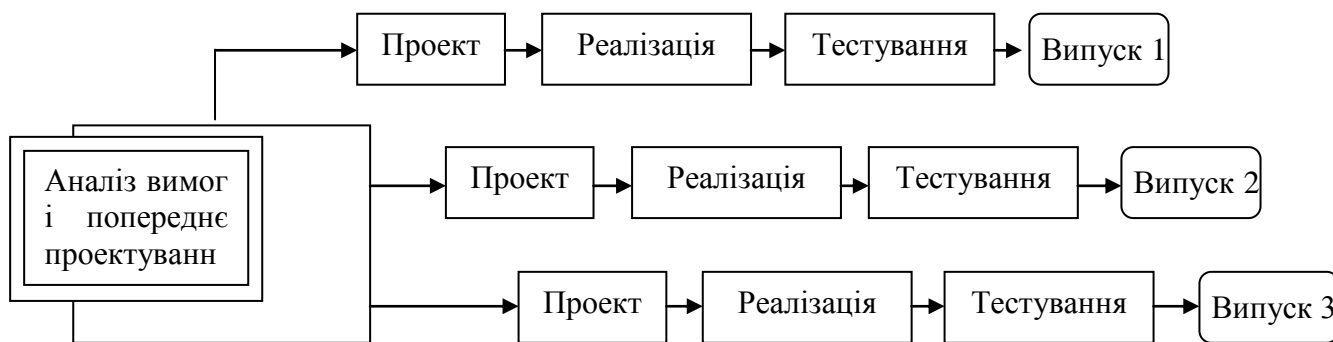 Проект
Реалізація
Тестування
Випуск 1
Аналіз вимог
і попереднє
проектуванн
Проект
Реалізація
Тестування
Випуск 2
Проект
Реалізація
Тестування
Випуск 3